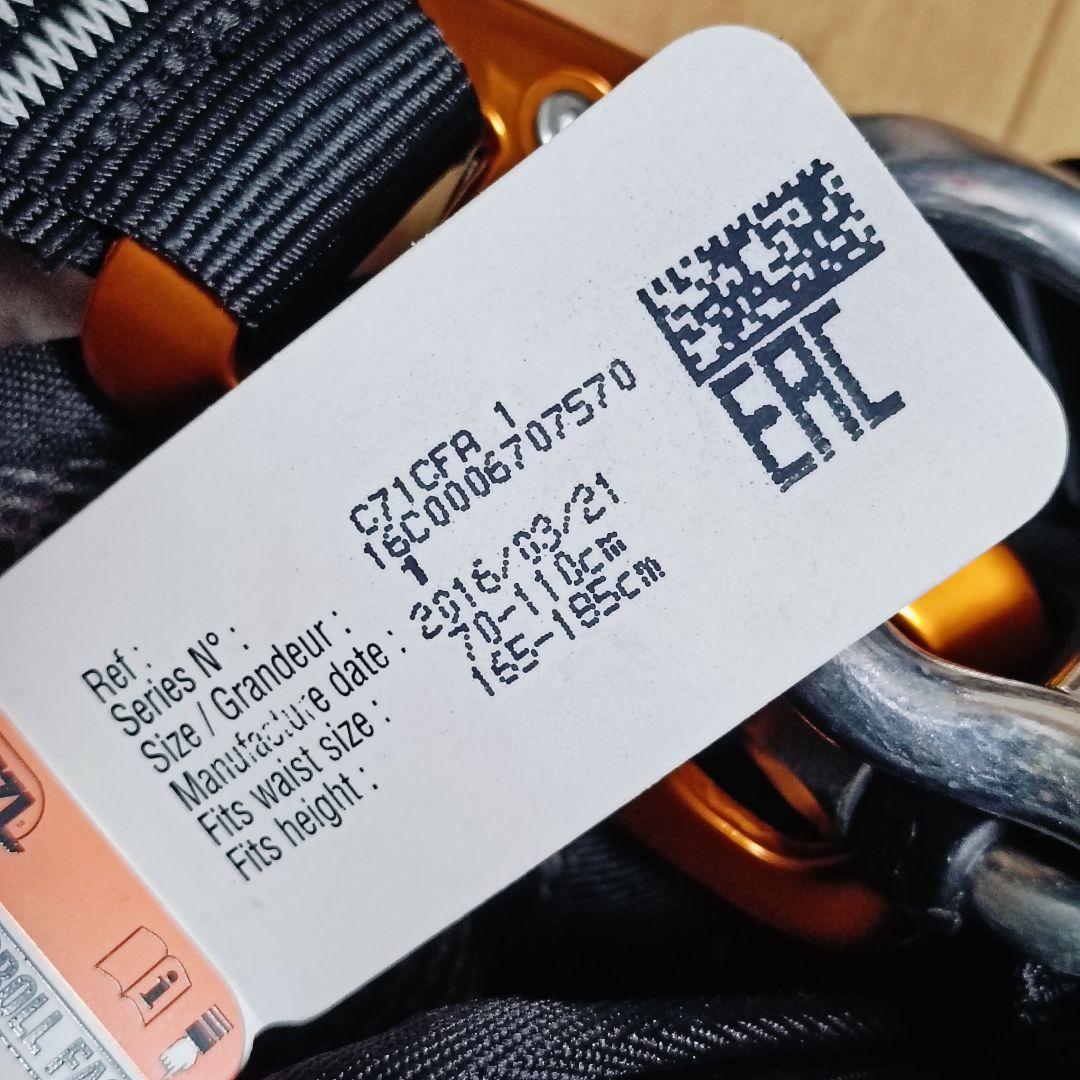 EAC
Ref : C71CFA 1
Series N° : 16C0006707570
Size / Grandeur : 1
Manufacture date : 2016/03/21
Fits waist size : 70-110cm
Fits height : 165-185cm
i